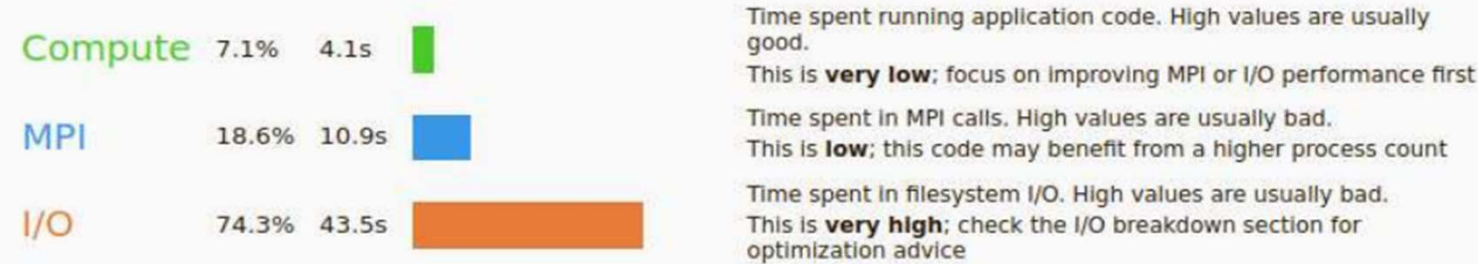 Compute 7.1% 4.1s
Time spent running application code. High values are usually
good.
This is very low; focus on improving MPI or I/O performance first
MPI 18.6% 10.9s
Time spent in MPI calls. High values are usually bad.
This is low; this code may benefit from a higher process count
I/O 74.3% 43.5s
Time spent in filesystem I/O. High values are usually bad.
This is very high; check the I/O breakdown section for
optimization advice